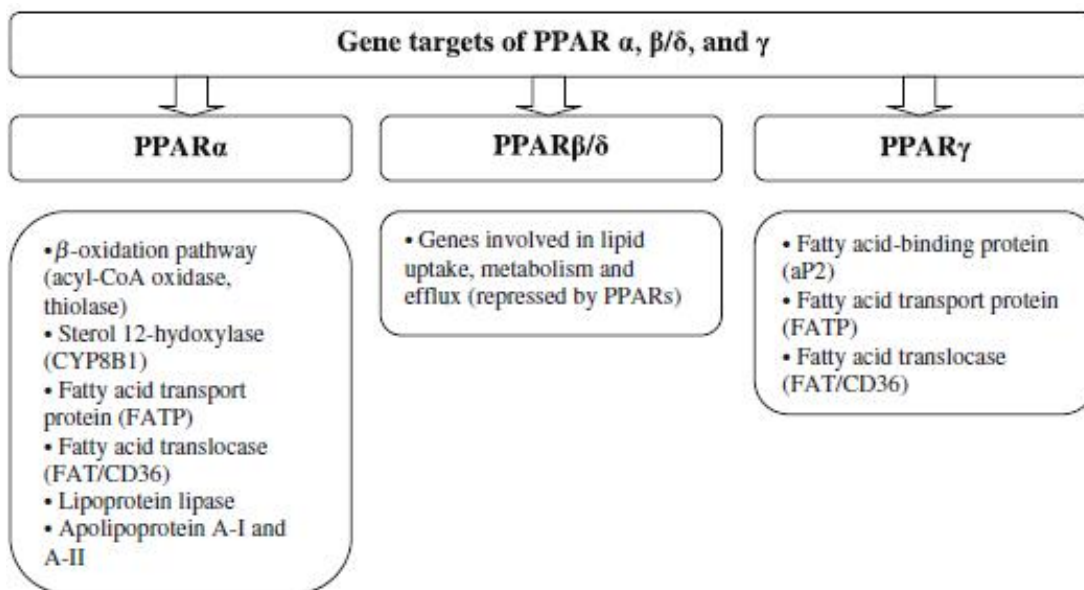 Gene targets of PPAR α, β/δ, and γ
PPARα
PPARβ/δ
PPARγ
• β-oxidation pathway
(acyl-CoA oxidase,
thiolase)
• Sterol 12-hydoxylase
(CYP8B1)
• Fatty acid transport
protein (FATP)
• Fatty acid translocase
(FAT/CD36)
• Lipoprotein lipase
• Apolipoprotein A-I and
A-II
• Genes involved in lipid
uptake, metabolism and
efflux (repressed by PPARs)
• Fatty acid-binding protein
(aP2)
• Fatty acid transport protein
(FATP)
• Fatty acid translocase
(FAT/CD36)